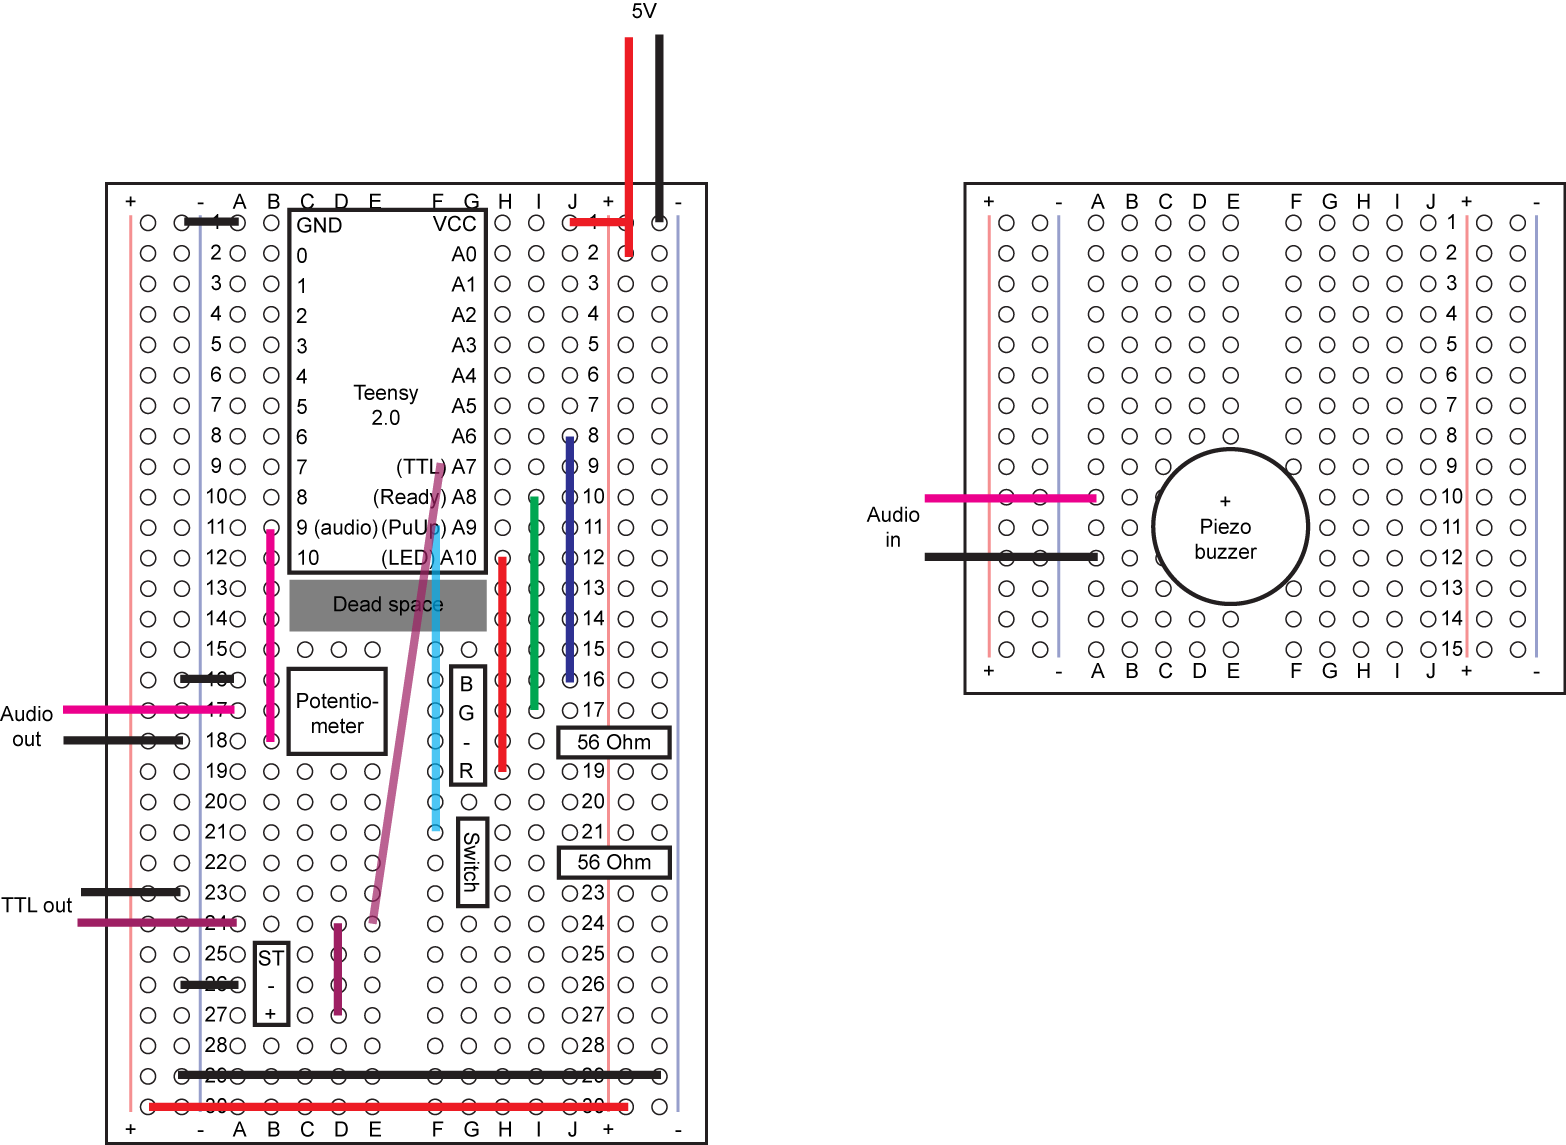 5V
+ - A B C D E F G H I J + -
+ - A B C D E F G H I J + -
GND VCC
1 1
1
0 A0
2 2
2
1 A1
3 3
3
2 A2
4 4
4
3 A3
5 5
5
4 A4
6 6
6
Teensy
2.0
5 A5
7 7
7
6 A6
8 8
8
7 (TTL) A7
9 9
9
8 (Ready) A8
10 10
10
9 (audio) (PuUp) A9
11 11
11
10 (LED) A10
12 12
12
Audio
in
+
Piezo
buzzer
13 13
13
Dead space
14 14
14
15 15
15
+ - A B C D E F G H I J + -
16 16
17 17
18
19 19
20 20
21 21
22
23 23
24 24
25 25
26 26
27 27
28 28
29 29
30 30
Potentio-
meter
B
G
-
R
56 Ohm
Audio
out
Switch
56 Ohm
TTL out
ST
-
+
+ - A B C D E F G H I J + -